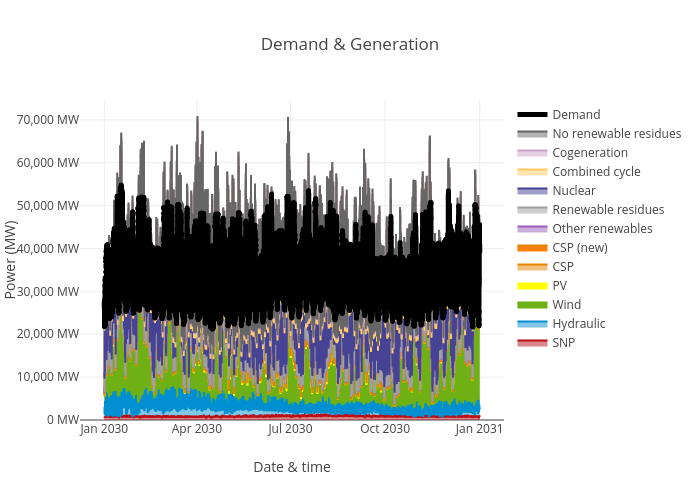 Demand & Generation
70,000 MW
60,000 MW
50,000 MW
40,000 MW
30,000 MW
20,000 MW
10,000 MW
0 MW
Power (MW)
Jan 2030
Apr 2030
Jul 2030
Oct 2030
Jan 2031
Date & time
Demand
No renewable residues
Cogeneration
Combined cycle
Nuclear
Renewable residues
Other renewables
CSP (new)
CSP
PV
Wind
Hydraulic
SNP